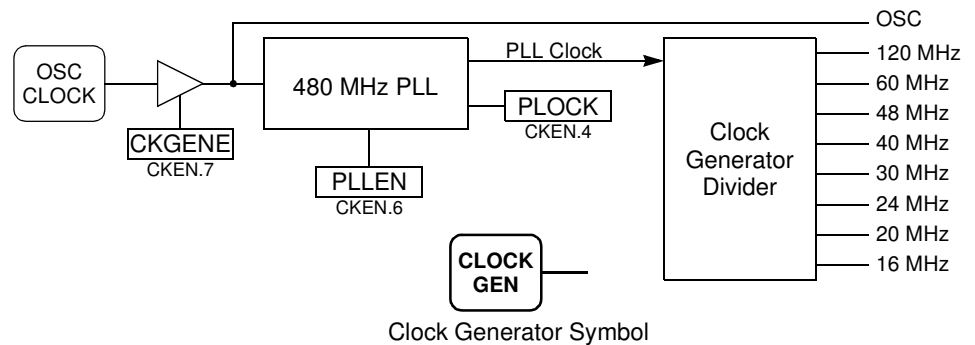 OSC
OSC
CLOCK
480 MHz PLL
PLL Clock
PLOCK
CKEN.4
CKGENE
CKEN.7
PLLEN
CKEN.6
Clock
Generator
Divider
120 MHz
60 MHz
48 MHz
40 MHz
30 MHz
24 MHz
20 MHz
16 MHz
CLOCK
GEN
Clock Generator Symbol